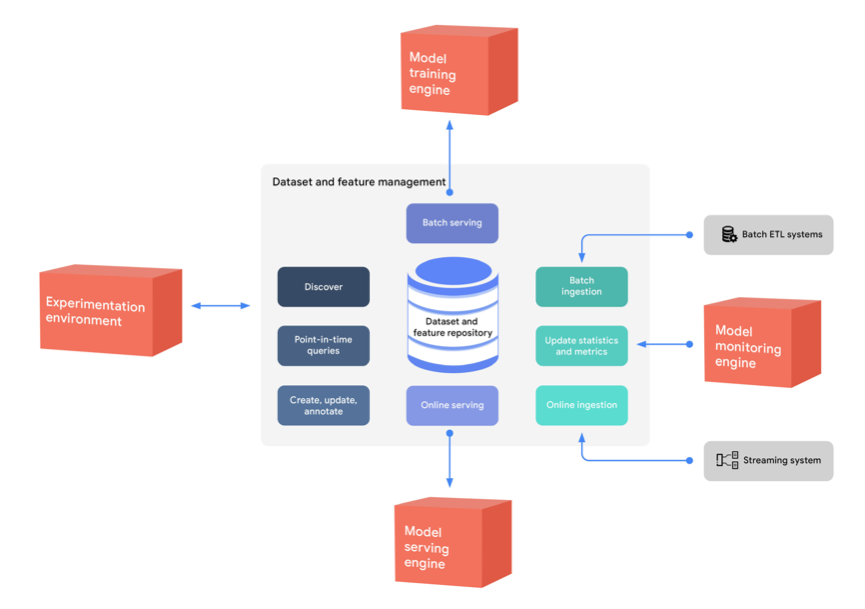 Model
training
engine
Dataset and feature management
Batch serving
Batch ETL systems
Discover
Batch
ingestion
Experimentation
environment
Dataset and
feature repository
Point-in-time
queries
Update statistics
and metrics
Model
monitoring
engine
Create, update,
annotate
Online serving
Online ingestion
Streaming system
Model
serving
engine